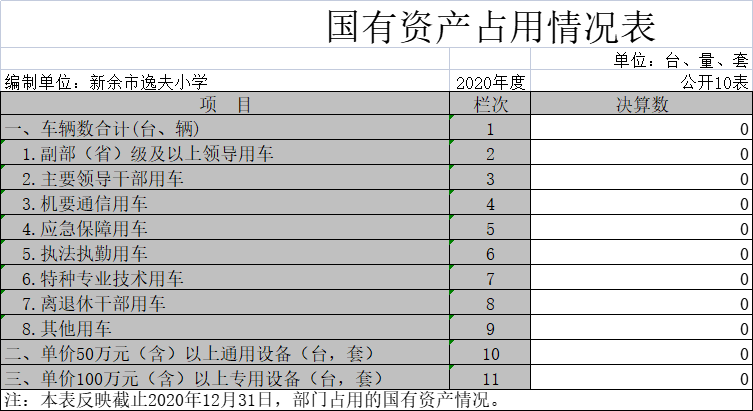 国有资产占用情况表
单位：台、量、套
编制单位：新余市逸夫小学 2020年度 公开10表
项 目 栏次 决算数
一、车辆数合计(台、辆) 1 0
1.副部（省）级及以上领导用车 2 0
2.主要领导干部用车 3 0
3.机要通信用车 4 0
4.应急保障用车 5 0
5.执法执勤用车 6 0
6.特种专业技术用车 7 0
7.离退休干部用车 8 0
8.其他用车 9 0
二、单价50万元（含）以上通用设备（台，套） 10 0
三、单价100万元（含）以上专用设备（台，套） 11 0
注：本表反映截止2020年12月31日，部门占用的国有资产情况。